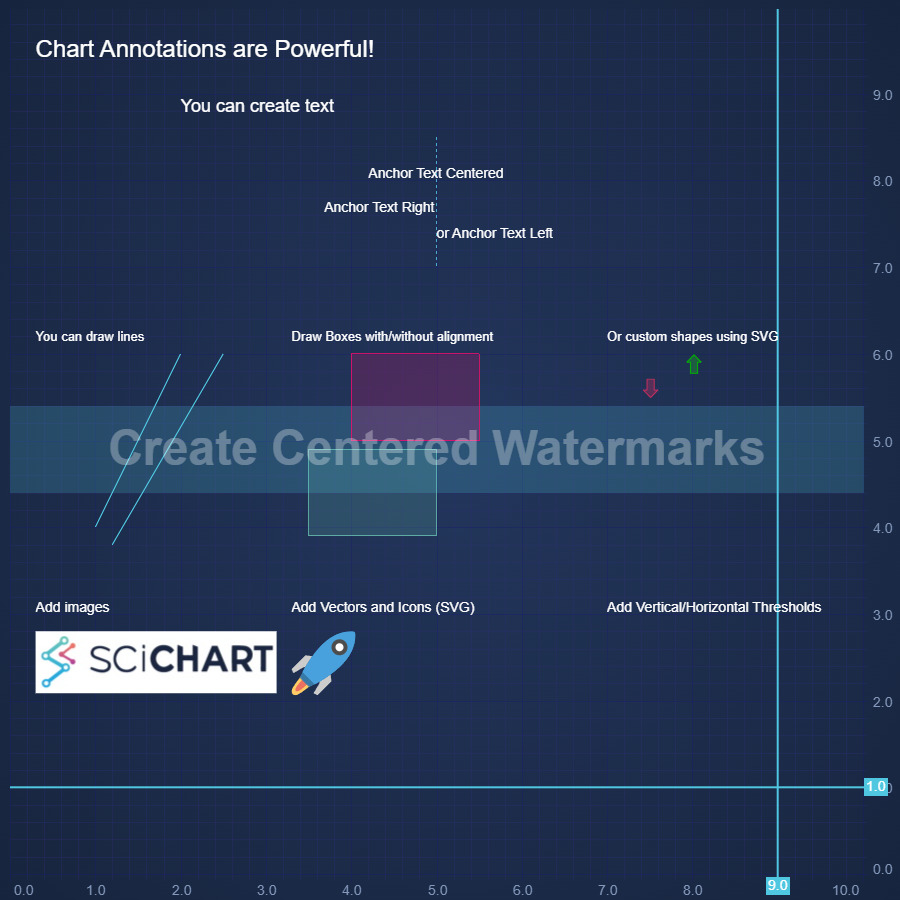 Chart Annotations are Powerful!
9.0
You can create text
Anchor Text Centered
8.0
Anchor Text Right
or Anchor Text Left
7.0
You can draw lines
Draw Boxes with/without alignment
Or custom shapes using SVG
6.0
Create Centered Watermarks
5.0
4.0
Add images
Add Vectors and Icons (SVG)
Add Vertical/Horizontal Thresholds
3.0
SCiCHART
2.0
1.0
0.0
0.0 1.0 2.0 3.0 4.0 5.0 6.0 7.0 8.0 9.0 10.0